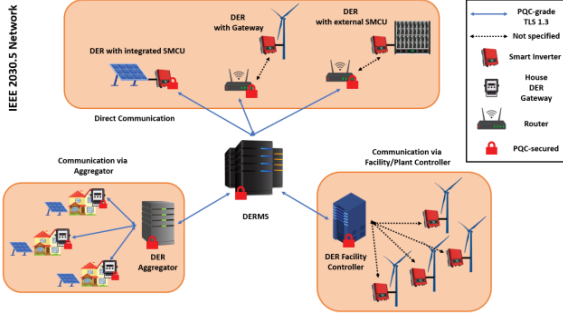 IEEE 2030.5 Network
DER with integrated SMCU
DER
with Gateway
DER
with external SMCU
Direct Communication
PQC-grade
TLS 1.3
Not specified
Smart Inverter
House
DER
Gateway
Router
PQC-secured
Communication via
Aggregator
DER
Aggregator
DERMS
Communication via
Facility/Plant Controller
DER Facility
Controller